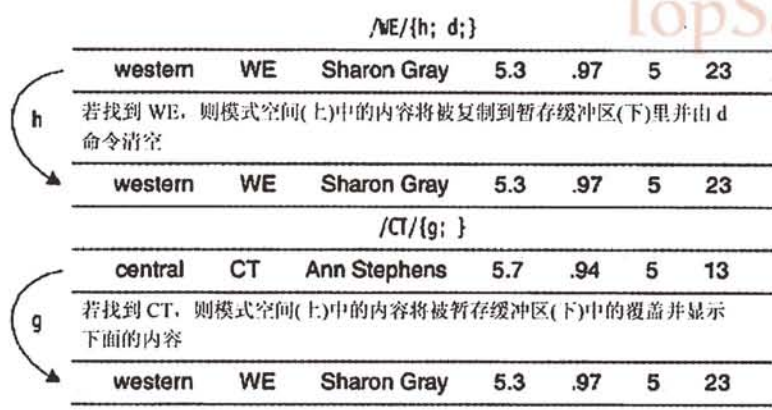 TopS
/WE/{h; d;}
western WE Sharon Gray 5.3 .97 5 23
h
若找到 WE，则模式空间(上)中的内容将被复制到暂存缓冲区(下)里并由 d
命令清空
western WE Sharon Gray 5.3 .97 5 23
/CT/{g; }
central CT Ann Stephens 5.7 .94 5 13
g
若找到 CT，则模式空间(上)中的内容将被暂存缓冲区(下)中的覆盖并显示
下面的内容
western WE Sharon Gray 5.3 .97 5 23